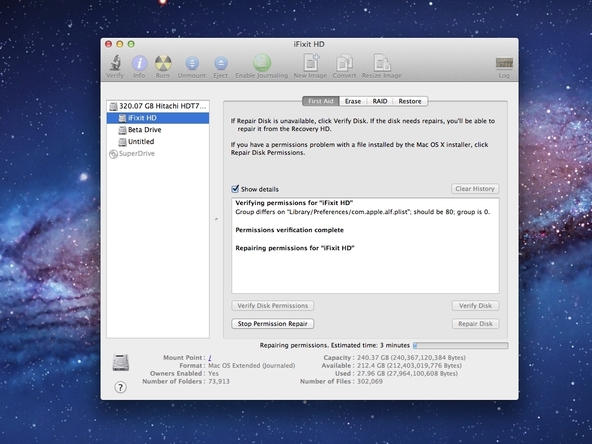 iFixit HD
Verify Info Burn Unmount Eject Enable Journaling New Image Convert Resize Image Log
320.07 GB Hitachi HDT7...
iFixit HD
Beta Drive
Untitled
SuperDrive
First Aid Erase RAID Restore
If Repair Disk is unavailable, click Verify Disk. If the disk needs repairs, you'll be able to
repair it from the Recovery HD.
If you have a permissions problem with a file installed by the Mac OS X installer, click
Repair Disk Permissions.
Show details Clear History
Verifying permissions for "iFixit HD"
Group differs on "Library/Preferences/com.apple.alf.plist"; should be 80; group is 0.
Permissions verification complete
Repairing permissions for "iFixit HD"
Verify Disk Permissions Verify Disk
Stop Permission Repair Repair Disk
Repairing permissions. Estimated time: 3 minutes
Mount Point : / Capacity : 240.37 GB (240,367,120,384 Bytes)
Format : Mac OS Extended (Journaled) Available : 212.4 GB (212,403,019,776 Bytes)
Owners Enabled : Yes Used : 27.96 GB (27,964,100,608 Bytes)
Number of Folders : 73,913 Number of Files : 302,069
?